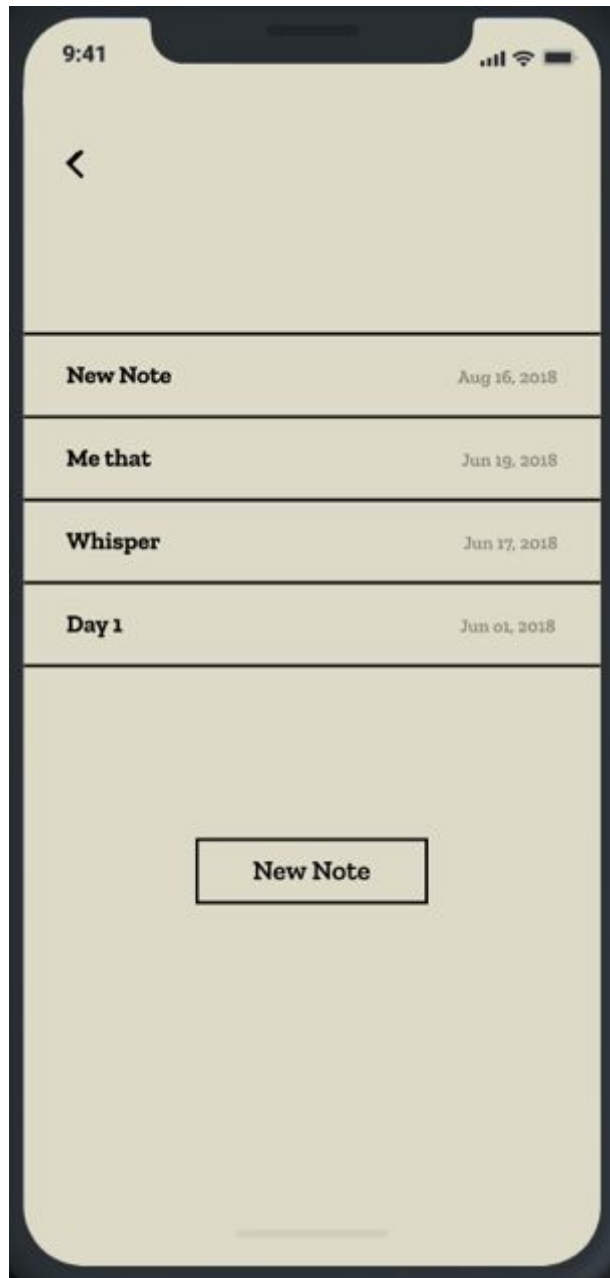 9:41
New Note Aug 16, 2018
Me that Jun 19, 2018
Whisper Jun 17, 2018
Day 1 Jun 01, 2018
New Note